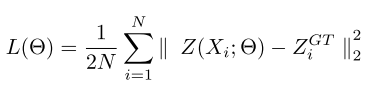 L(Θ) = \frac{1}{2N} \sum_{i=1}^{N} \| Z(X_i; Θ) − Z_i^{GT} \|_2^2